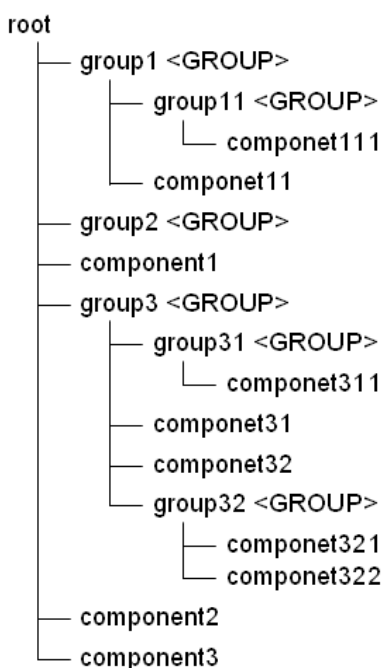 root
group1 <GROUP>
group11 <GROUP>
componet111
componet11
group2 <GROUP>
component1
group3 <GROUP>
group31 <GROUP>
componet311
componet31
componet32
group32 <GROUP>
componet321
componet322
component2
component3